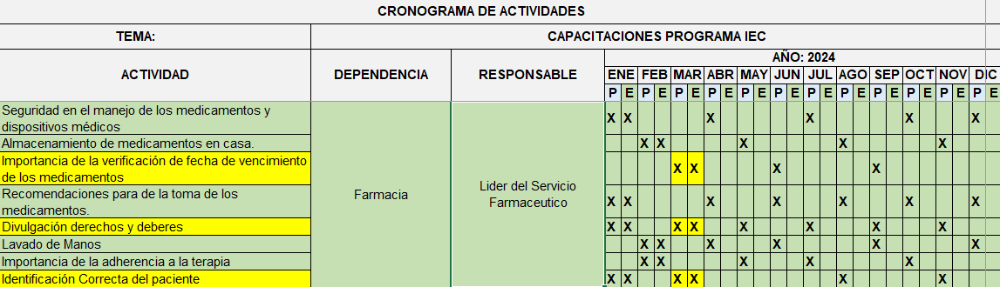 CRONOGRAMA DE ACTIVIDADES
TEMA: CAPACITACIONES PROGRAMA IEC
AÑO: 2024
ACTIVIDAD DEPENDENCIA RESPONSABLE ENE FEB MAR ABR MAY JUN JUL AGO SEP OCT NOV DIC
P E P E P E P E P E P E P E P E P E P E P E P E
Seguridad en el manejo de los medicamentos y
dispositivos médicos X X X X X X
Almacenamiento de medicamentos en casa. X X X X X
Importancia de la verificación de fecha de vencimiento
de los medicamentos X X X X
Farmacia
Lider del Servicio
Farmaceutico
Recomendaciones para de la toma de los
medicamentos. X X X X X X X
Divulgación derechos y deberes X X X X X X X X
Lavado de Manos X X X X X X
Importancia de la adherencia a la terapia X X X X X
Identificación Correcta del paciente X X X X X X